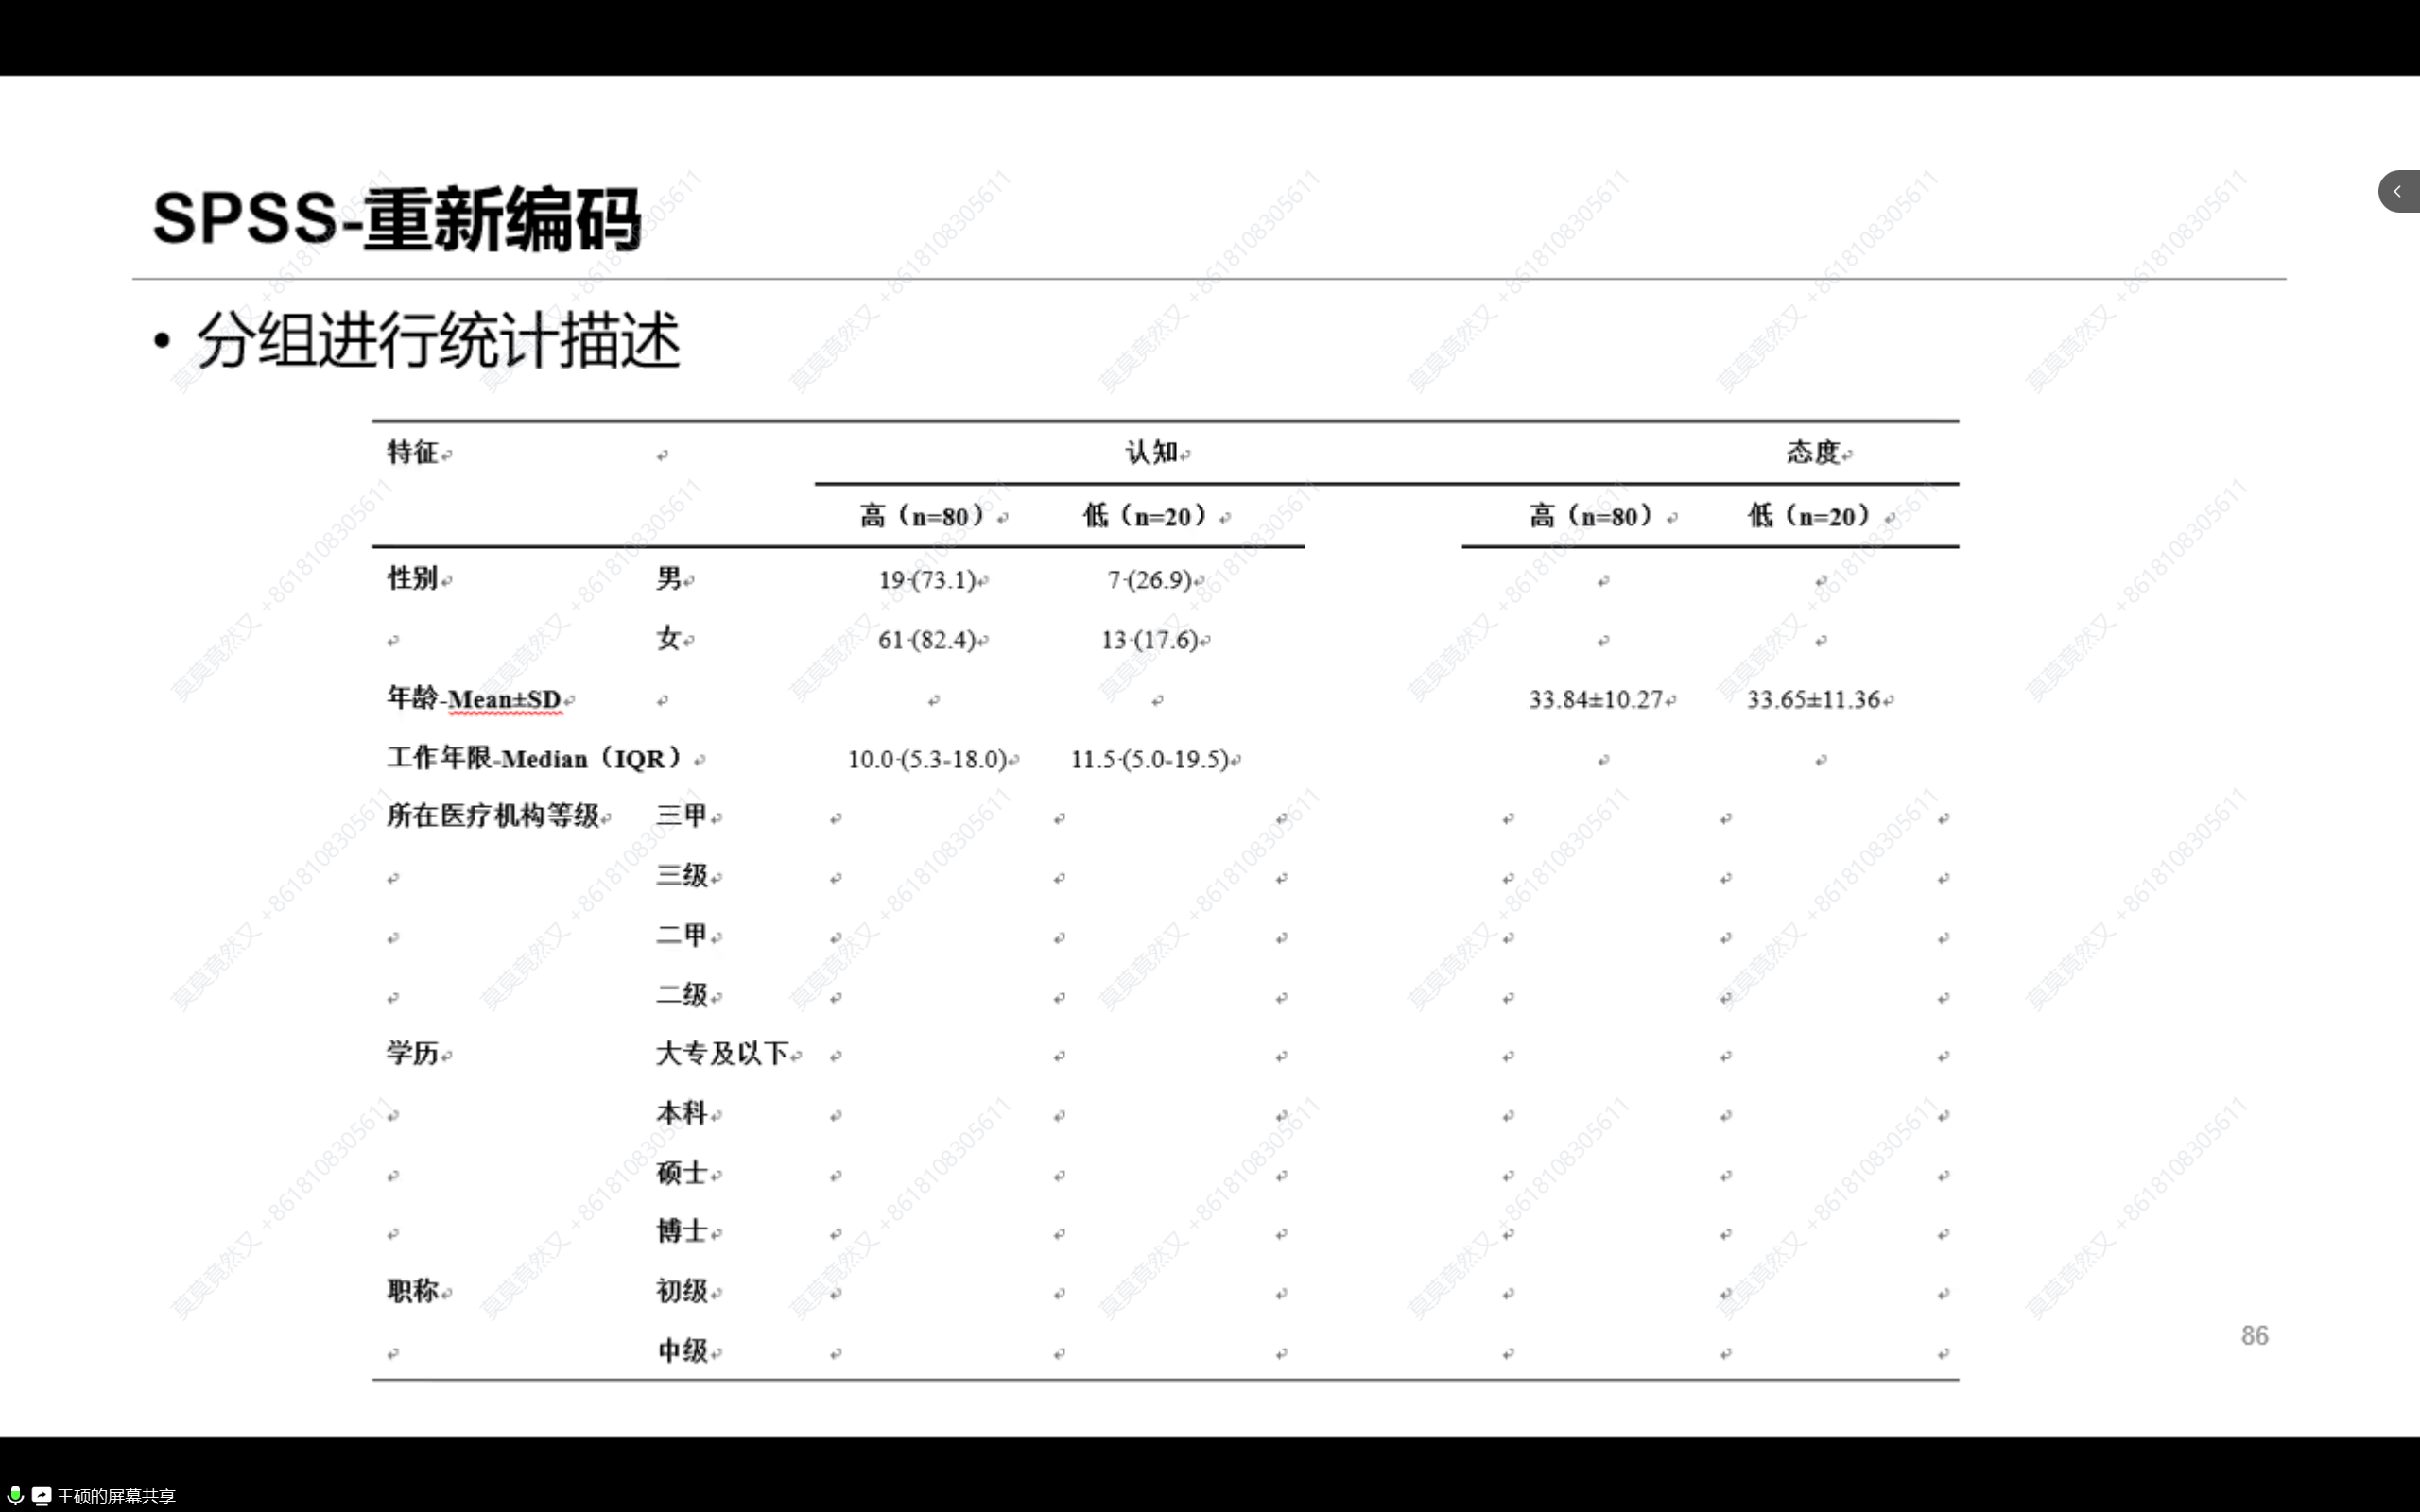 SPSS-重新编码
• 分组进行统计描述
特征 认知 态度
高（n=80） 低（n=20） 高（n=80） 低（n=20）
性别 男 19 (73.1) 7 (26.9)
女 61 (82.4) 13 (17.6)
年龄-Mean±SD 33.84±10.27 33.65±11.36
工作年限-Median（IQR） 10.0 (5.3-18.0) 11.5 (5.0-19.5)
所在医疗机构等级 三甲
三级
二甲
二级
学历 大专及以下
本科
硕士
博士
职称 初级
中级
86
王硕的屏幕共享
莫莫竟然又 +8618108305611